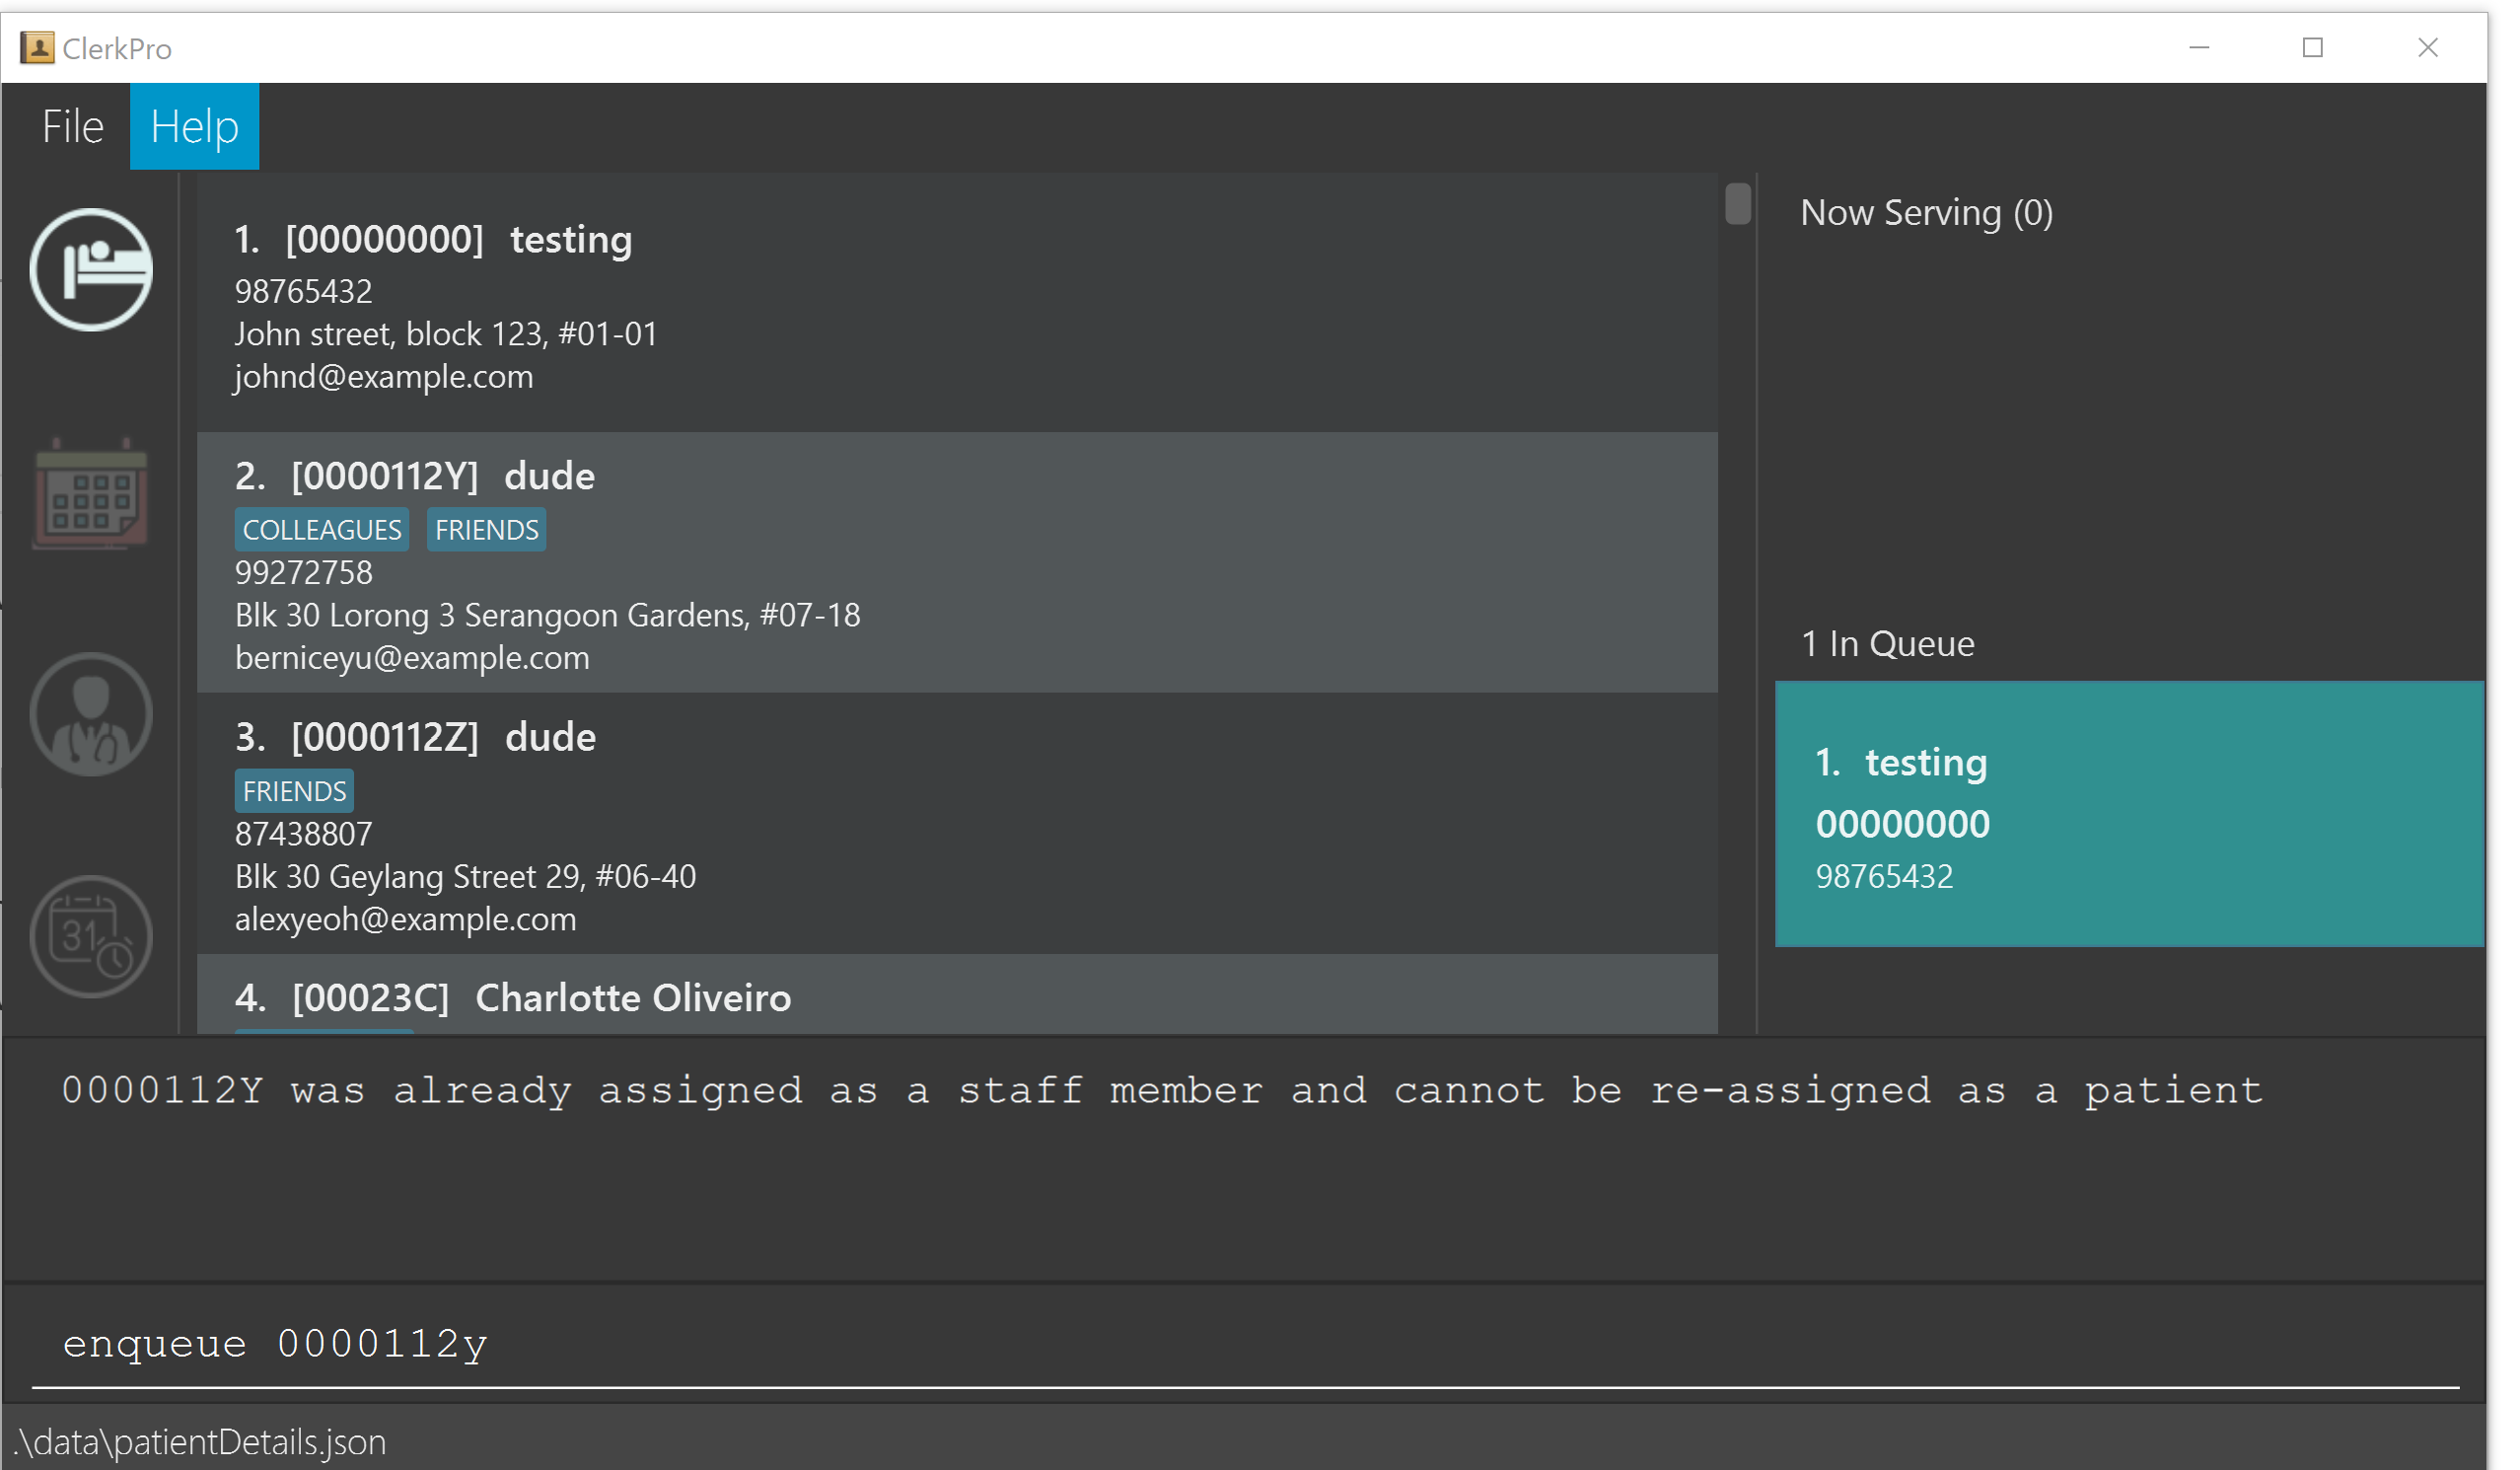 ClerkPro
File Help
1. [00000000] testing
98765432
John street, block 123, #01-01
johnd@example.com
2. [0000112Y] dude
COLLEAGUES FRIENDS
99272758
Blk 30 Lorong 3 Serangoon Gardens, #07-18
berniceyu@example.com
3. [0000112Z] dude
FRIENDS
87438807
Blk 30 Geylang Street 29, #06-40
alexyeoh@example.com
4. [00023C] Charlotte Oliveiro
31
Now Serving (0)
1 In Queue
1. testing
00000000
98765432
0000112Y was already assigned as a staff member and cannot be re-assigned as a patient
enqueue 0000112y
.\data\patientDetails.json